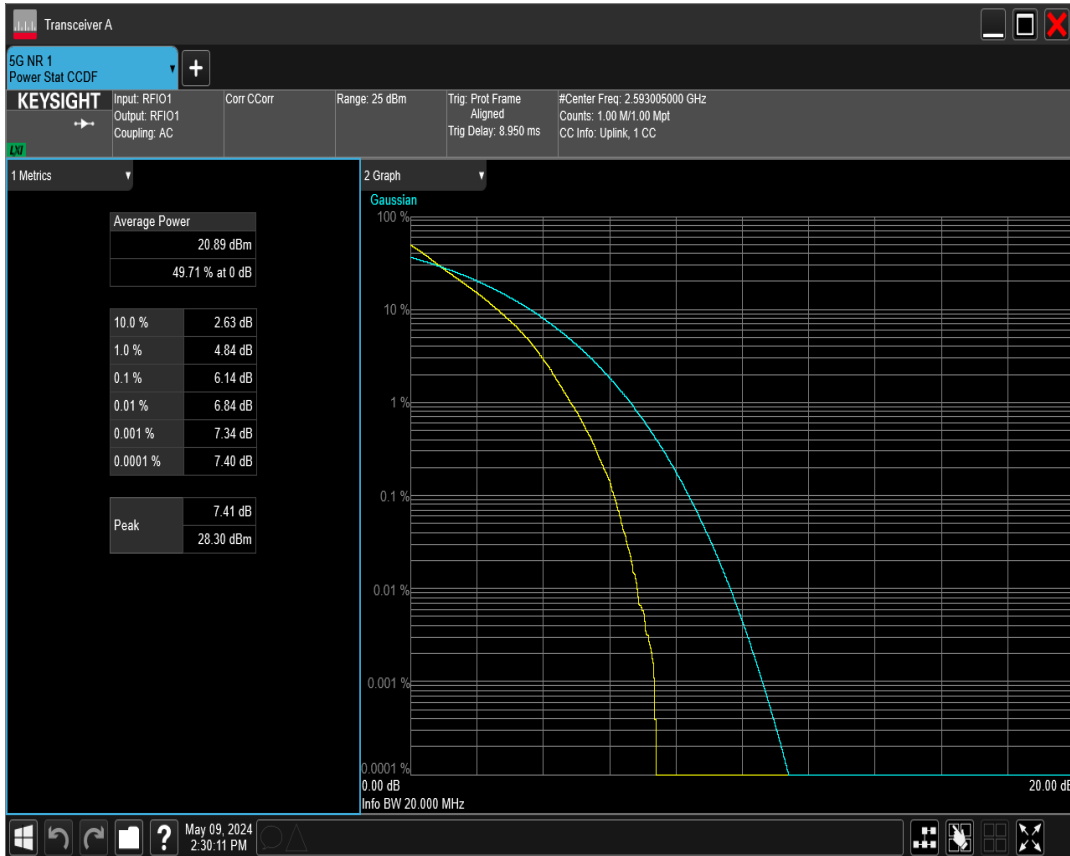 Transceiver A
5G NR 1
Power Stat CCDF
+
KEYSIGHT
LXI
Input: RFIO1
Output: RFIO1
Coupling: AC
Corr CCorr
Range: 25 dBm
Trig: Prot Frame
Aligned
Trig Delay: 8.950 ms
#Center Freq: 2.593005000 GHz
Counts: 1.00 M/1.00 Mpt
CC Info: Uplink, 1 CC
1 Metrics
Average Power
20.89 dBm
49.71 % at 0 dB
10.0 % 2.63 dB
1.0 % 4.84 dB
0.1 % 6.14 dB
0.01 % 6.84 dB
0.001 % 7.34 dB
0.0001 % 7.40 dB
Peak 7.41 dB
28.30 dBm
2 Graph
Gaussian
100 %
10 %
1 %
0.1 %
0.01 %
0.001 %
0.0001 %
0.00 dB 20.00 dB
Info BW 20.000 MHz
?
May 09, 2024
2:30:11 PM